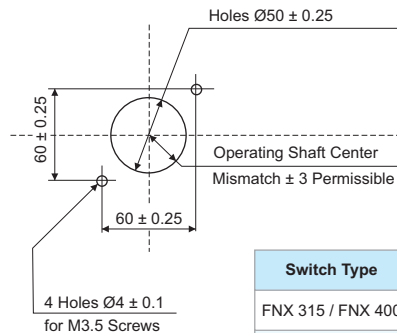 Holes Ø50 ± 0.25
60 ± 0.25
Operating Shaft Center
Mismatch ± 3 Permissible
60 ± 0.25
4 Holes Ø4 ± 0.1
for M3.5 Screws
Switch Type
FNX 315 / FNX 400